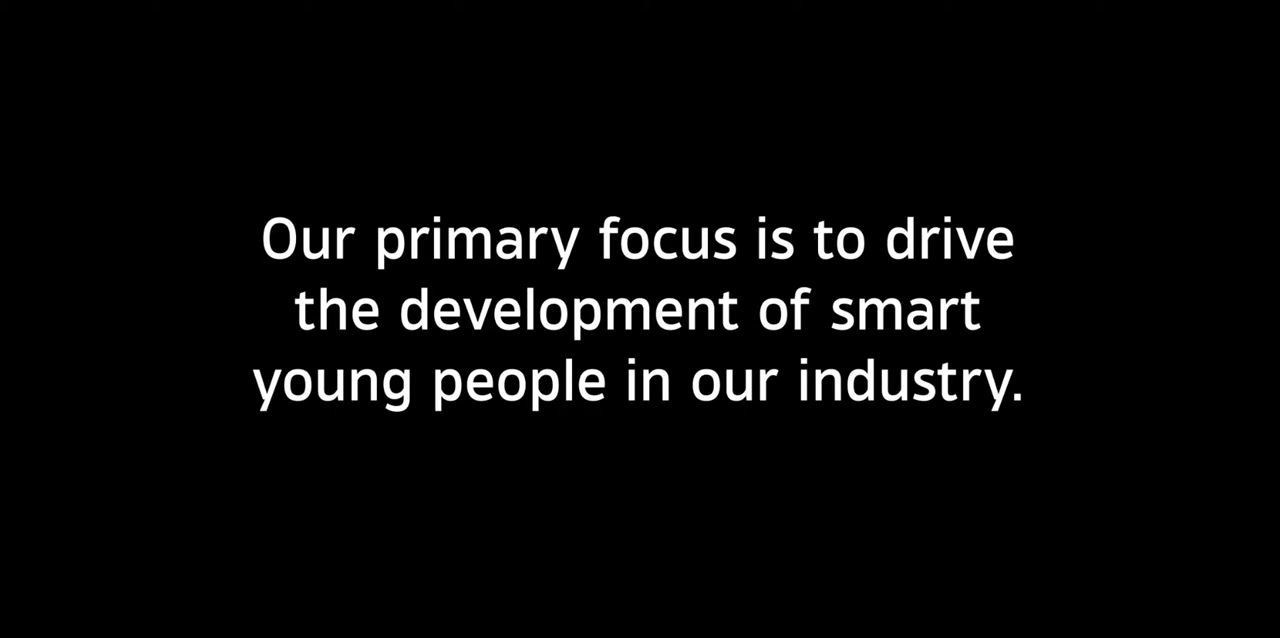 Our primary focus is to drive
the development of smart
young people in our industry.